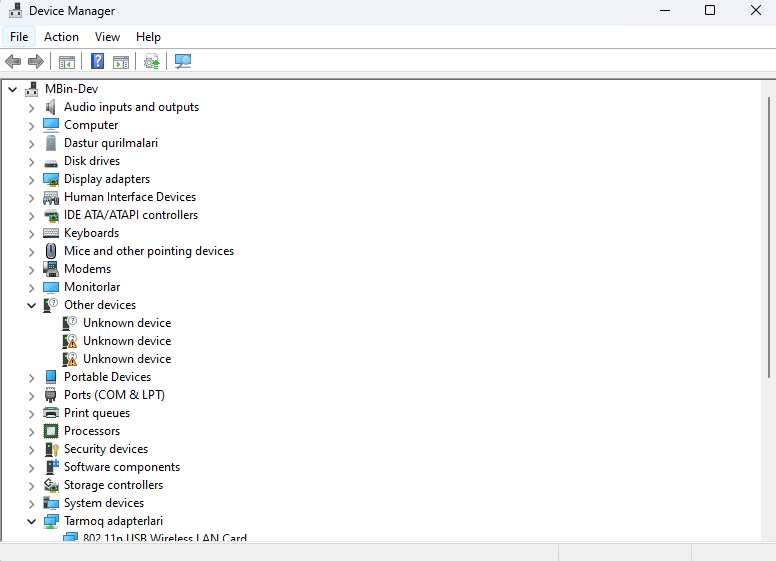 Device Manager
File Action View Help
MBin-Dev
Audio inputs and outputs
Computer
Dastur qurilmalari
Disk drives
Display adapters
Human Interface Devices
IDE ATA/ATAPI controllers
Keyboards
Mice and other pointing devices
Modems
Monitorlar
Other devices
Unknown device
Unknown device
Unknown device
Portable Devices
Ports (COM & LPT)
Print queues
Processors
Security devices
Software components
Storage controllers
System devices
Tarmoq adapterlari
802.11n USB Wireless LAN Card